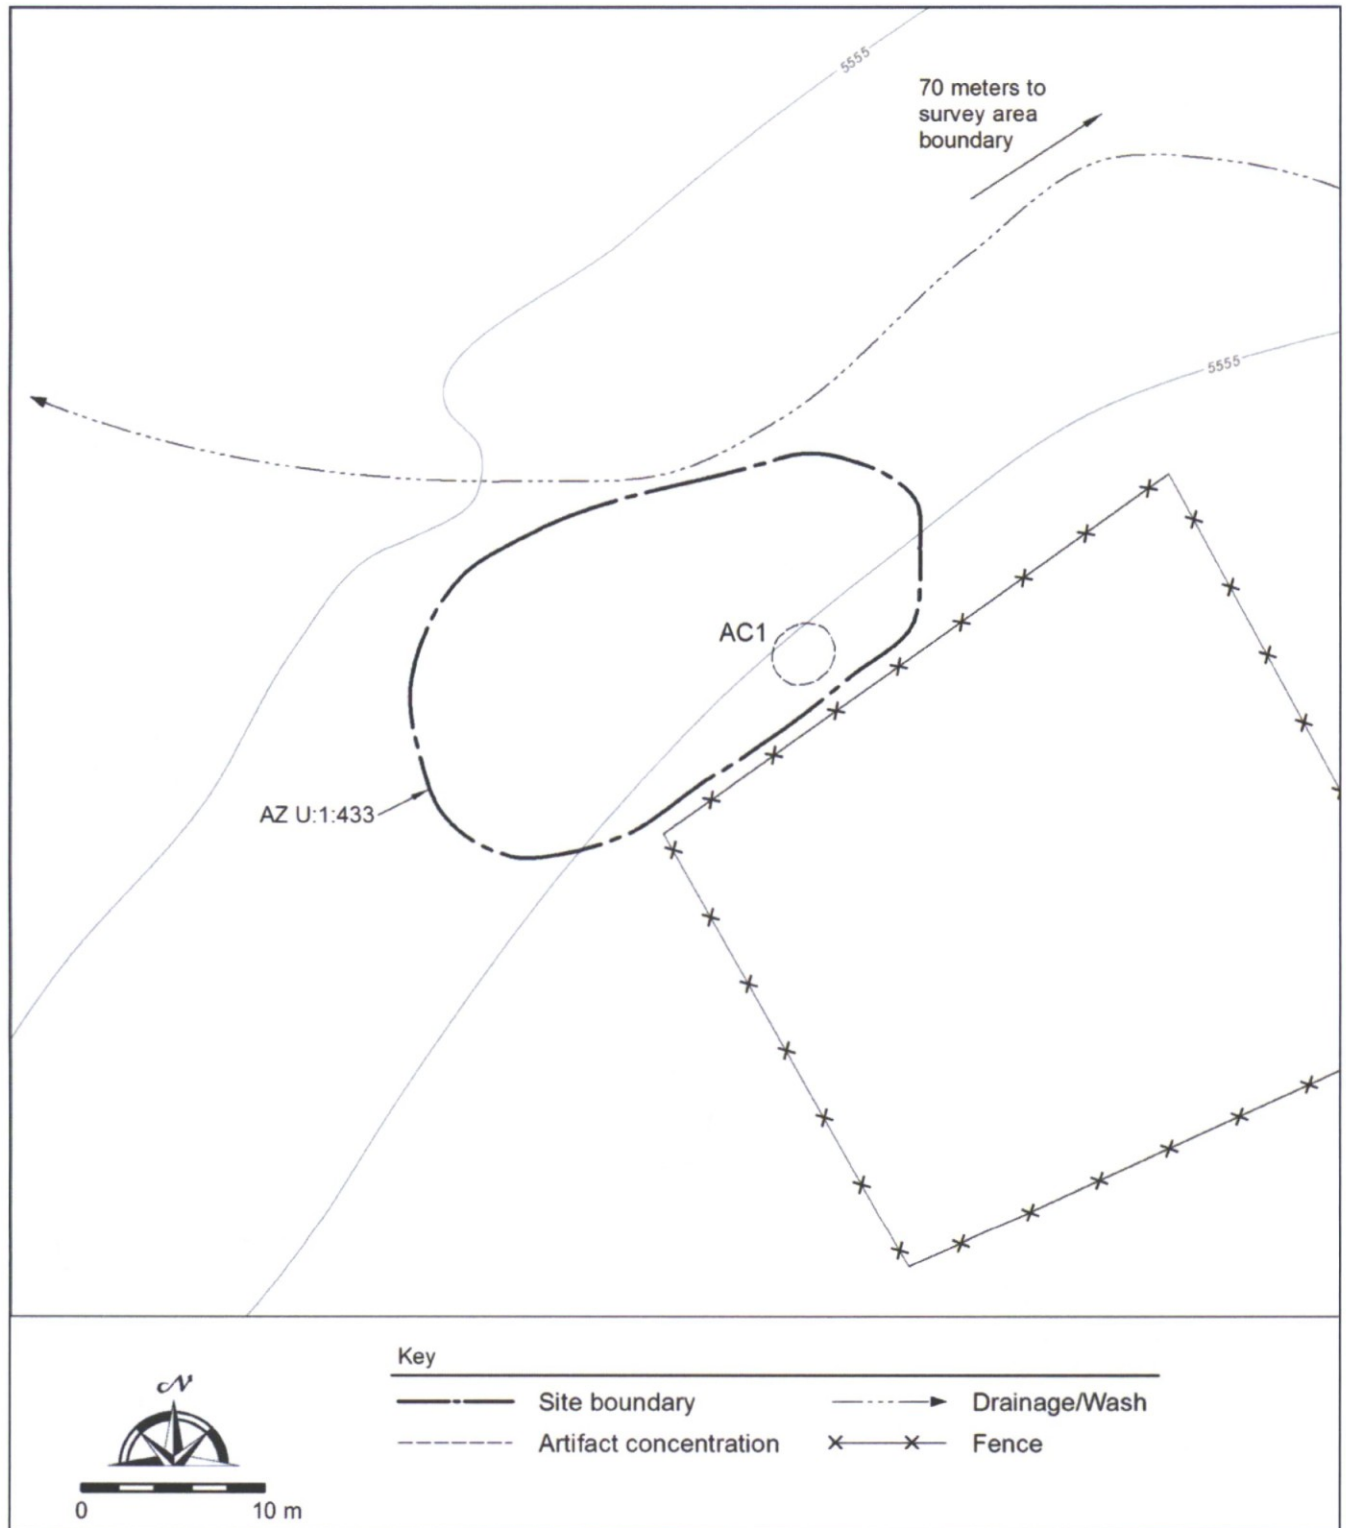 5555
70 meters to
survey area
boundary
5555
AC1
AZ U:1:433
Key
N
Site boundary
Drainage/Wash
Artifact concentration
Fence
0 10 m